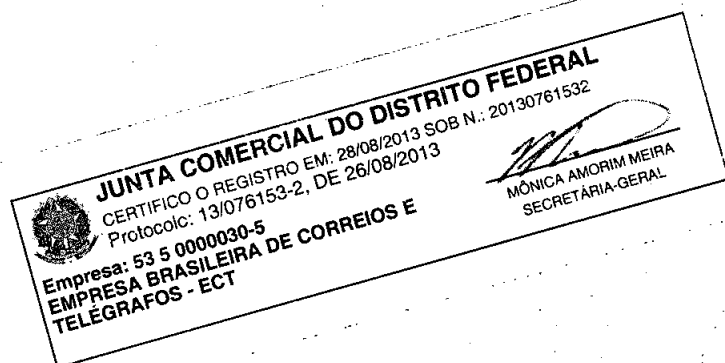 JUNTA COMERCIAL DO DISTRITO FEDERAL
CERTIFICO O REGISTRO EM: 28/08/2013 SOB N.: 20130761532
Protocolc: 13/076153-2, DE 26/08/2013
Empresa: 53 5 0000030-5
EMPRESA BRASILEIRA DE CORREIOS E
TELÉGRAFOS - ECT
MÔNICA AMORIM MEIRA
SECRETÁRIA-GERAL